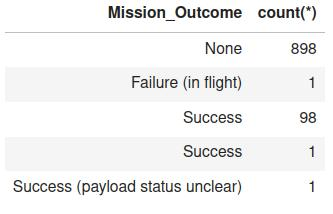 Mission_Outcome count(*)
None 898
Failure (in flight) 1
Success 98
Success 1
Success (payload status unclear) 1